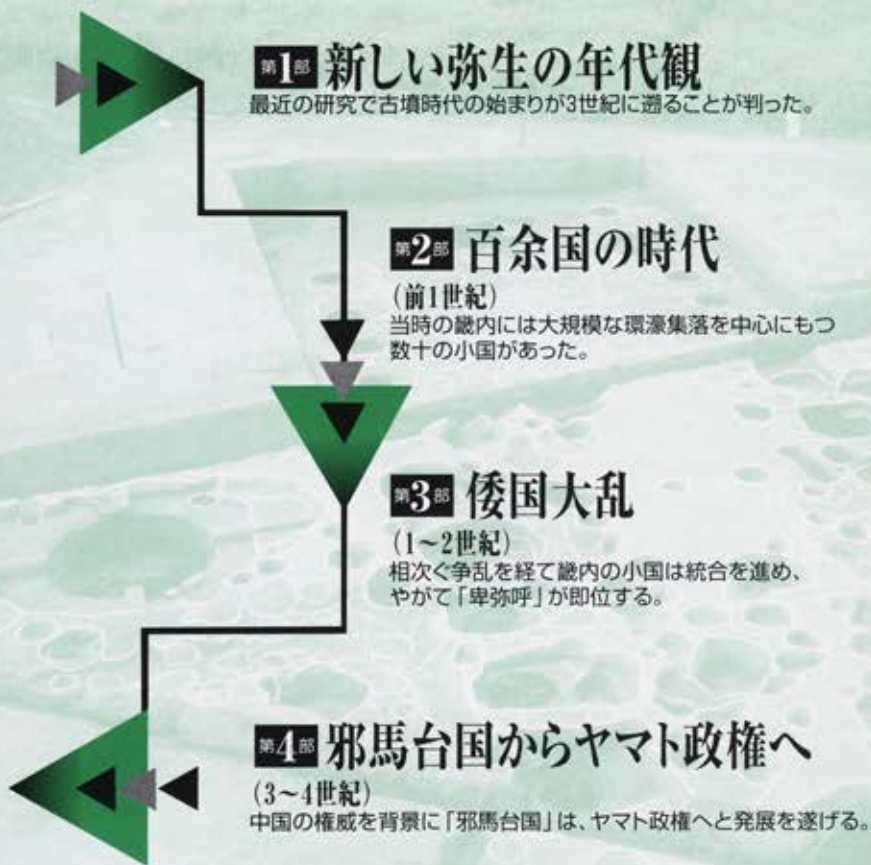 第1部 新しい弥生の年代観
最近の研究で古墳時代の始まりが3世紀に遡ることが判った。
第2部 百余国の時代
(前1世紀)
当時の畿内には大規模な環濠集落を中心にもつ
数十の小国があった。
第3部 倭国大乱
(1〜2世紀)
相次ぐ争乱を経て畿内の小国は統合を進め、
やがて「卑弥呼」が即位する。
第4部 邪馬台国からヤマト政権へ
(3〜4世紀)
中国の権威を背景に「邪馬台国」は、ヤマト政権へと発展を遂げる。